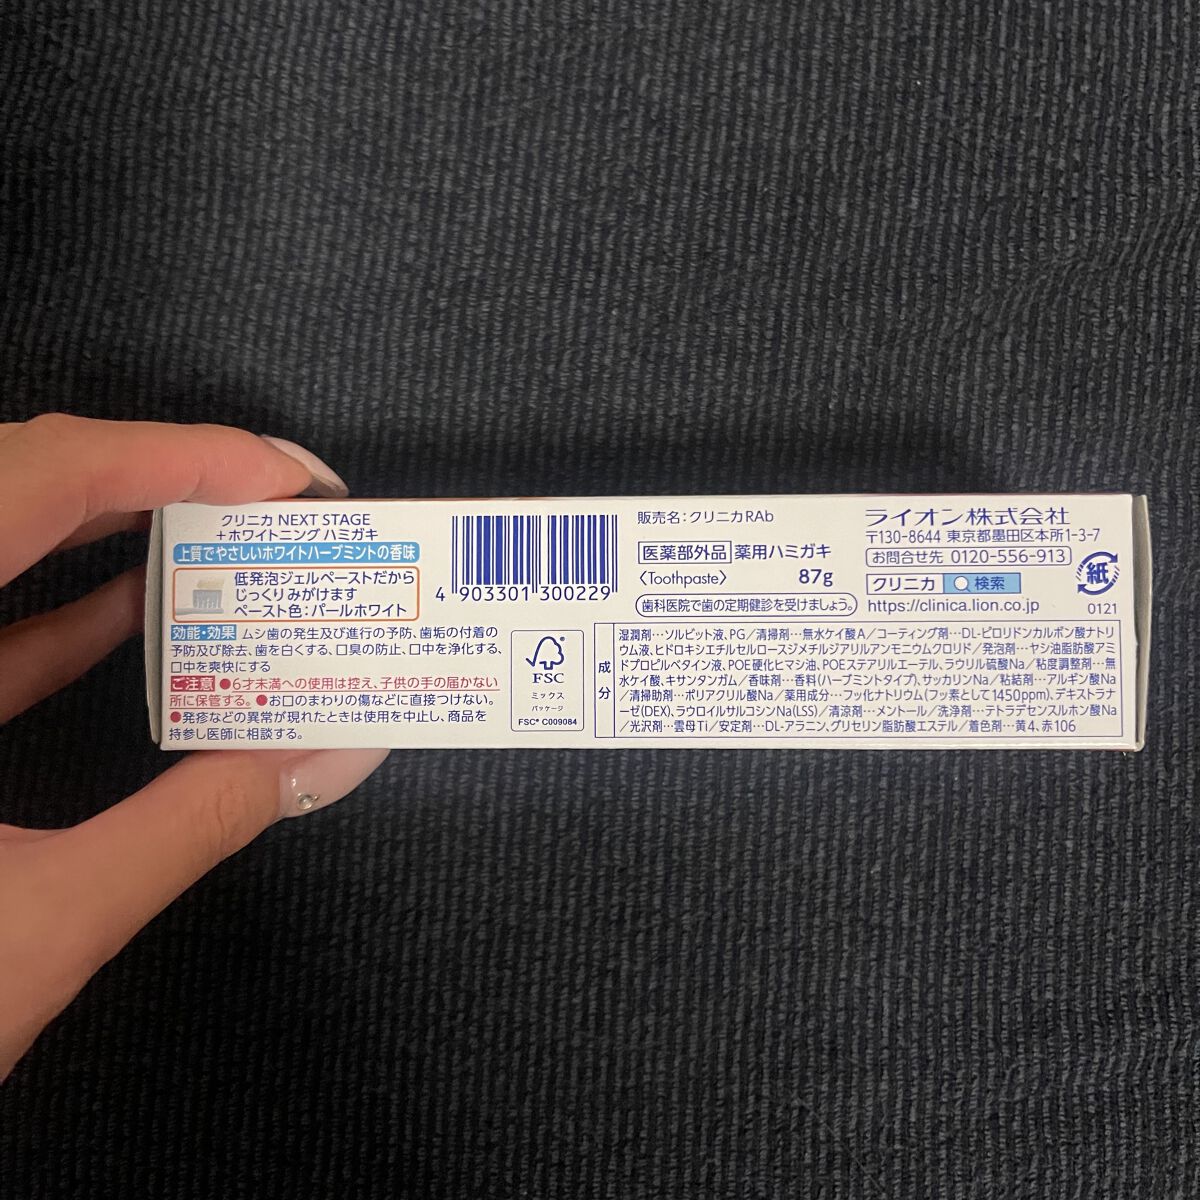 クリニカ NEXT STAGE
+ホワイトニング ハミガキ
上質でやさしいホワイトハーブミントの香味
低発泡ジェルペーストだから
じっくりみがけます
ペースト色：パールホワイト
効能・効果 ムシ歯の発生及び進行の予防、歯垢の付着の
予防及び除去、歯を白くする、口臭の防止、口中を浄化する、
口中を爽快にする
ご注意 ●6才未満への使用は控え、子供の手の届かない
所に保管する。●お口のまわりの傷などに直接つけない。
●発疹などの異常が現れたときは使用を中止し、商品を
持参し医師に相談する。
4 903301 300229
FSC
ミックス
パッケージ
FSC® C009084
販売名：クリニカRAb
医薬部外品 薬用ハミガキ
〈Toothpaste〉 87g
歯科医院で歯の定期健診を受けましょう。
ライオン株式会社
〒130-8644 東京都墨田区本所1-3-7
お問合せ先 0120-556-913
クリニカ 検索
https://clinica.lion.co.jp
紙
0121
成分
湿潤剤…ソルビット液、PG/清掃剤…無水ケイ酸A/コーティング剤…DL-ピロリドンカルボン酸ナトリ
ウム液、ヒドロキシエチルセルロースジメチルジアリルアンモニウムクロリド/発泡剤…ヤシ油脂肪酸アミ
ドプロピルベタイン液、POE硬化ヒマシ油、POEステアリルエーテル、ラウリル硫酸Na/粘度調整剤…無
水ケイ酸、キサンタンガム/香味剤…香料(ハーブミントタイプ)、サッカリンNa/粘結剤…アルギン酸Na
/清掃助剤…ポリアクリル酸Na/薬用成分…フッ化ナトリウム(フッ素として1450ppm)、デキストラナ
ーゼ(DEX)、ラウロイルサルコシンNa(LSS)/清涼剤…メントール/洗浄剤…テトラデセンスルホン酸Na
/光沢剤…雲母Ti/安定剤…DL-アラニン、グリセリン脂肪酸エステル/着色剤…黄4、赤106